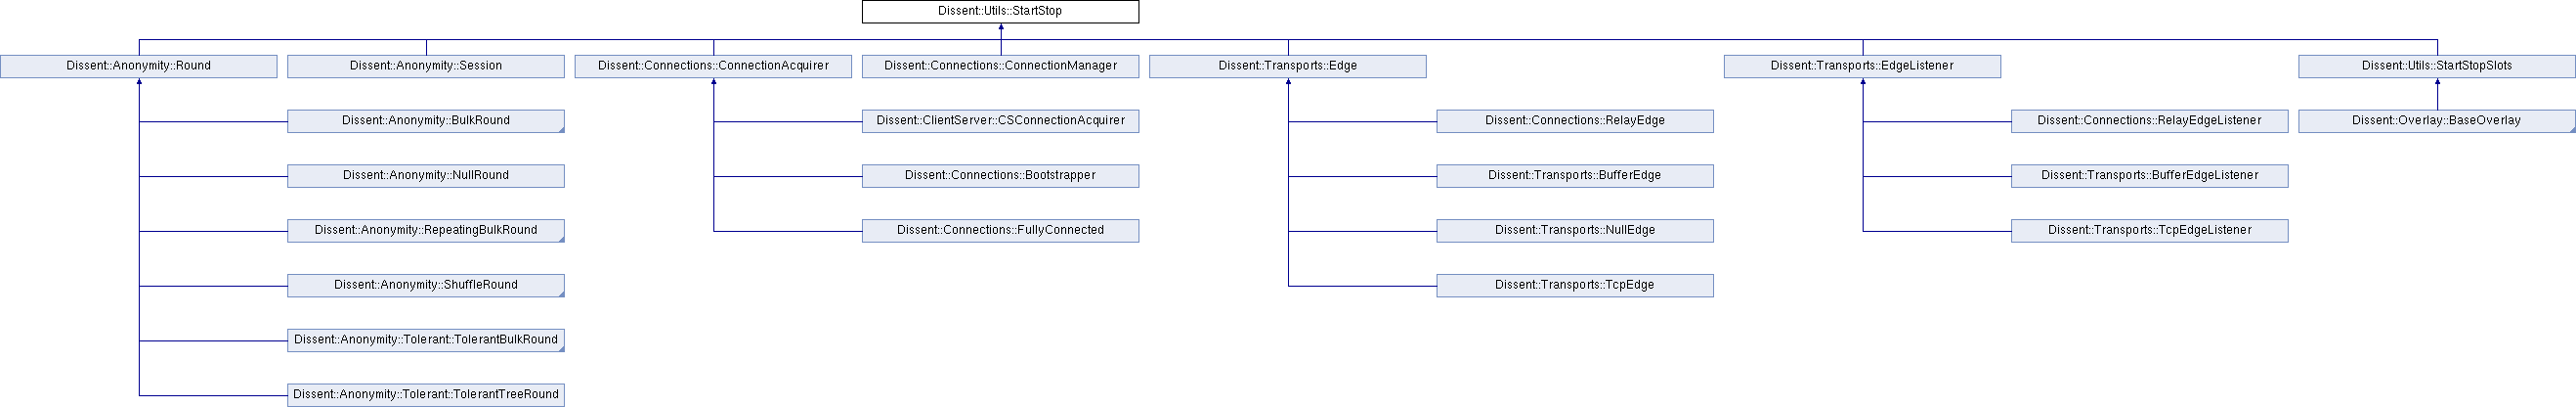 Dissent::Utils::StartStop
Dissent::Anonymity::Round
Dissent::Anonymity::Session
Dissent::Connections::ConnectionAcquirer
Dissent::Connections::ConnectionManager
Dissent::Transports::Edge
Dissent::Transports::EdgeListener
Dissent::Utils::StartStopSlots
Dissent::Anonymity::BulkRound
Dissent::ClientServer::CSConnectionAcquirer
Dissent::Connections::RelayEdge
Dissent::Connections::RelayEdgeListener
Dissent::Overlay::BaseOverlay
Dissent::Anonymity::NullRound
Dissent::Connections::Bootstrapper
Dissent::Transports::BufferEdge
Dissent::Transports::BufferEdgeListener
Dissent::Anonymity::RepeatingBulkRound
Dissent::Connections::FullyConnected
Dissent::Transports::NullEdge
Dissent::Transports::TcpEdgeListener
Dissent::Anonymity::ShuffleRound
Dissent::Transports::TcpEdge
Dissent::Anonymity::Tolerant::TolerantBulkRound
Dissent::Anonymity::Tolerant::TolerantTreeRound